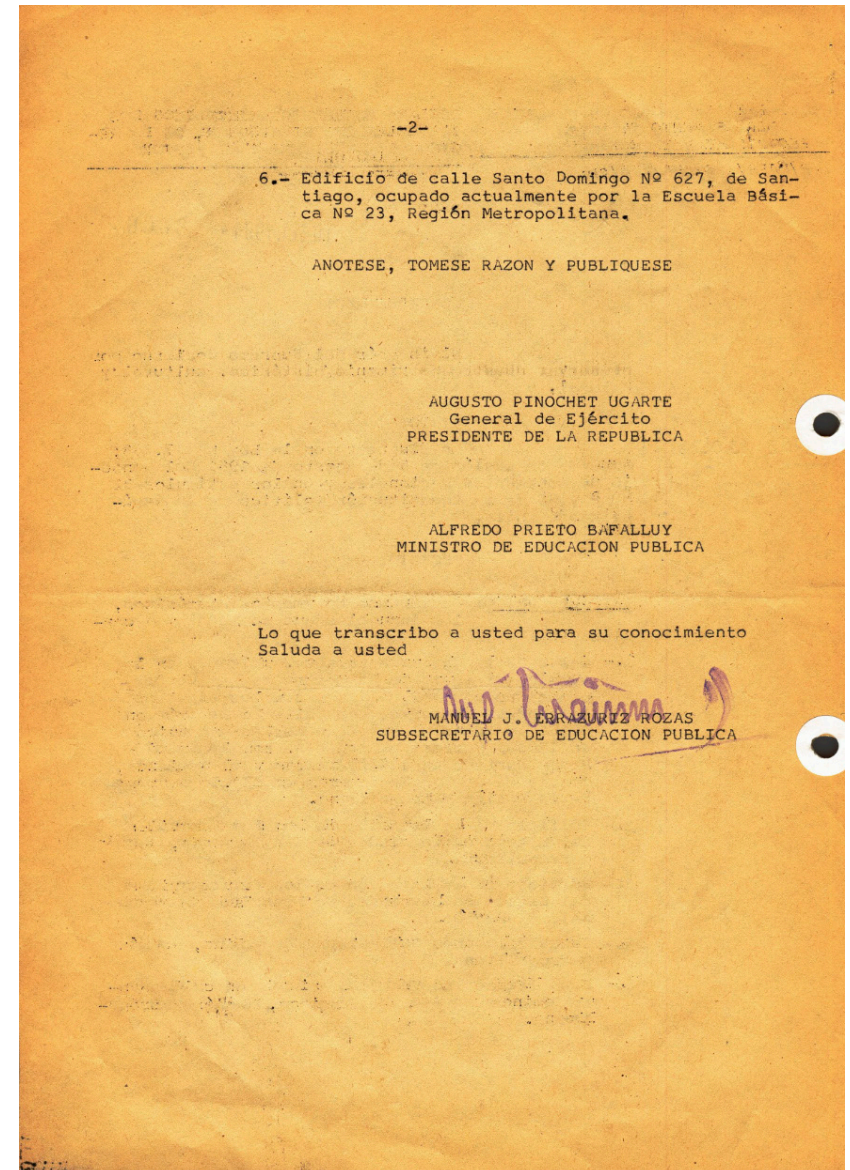 -2-
6.- Edificio de calle Santo Domingo Nº 627, de San-
tiago, ocupado actualmente por la Escuela Bási-
ca Nº 23, Región Metropolitana.
ANOTESE, TOMESE RAZON Y PUBLIQUESE
AUGUSTO PINOCHET UGARTE
General de Ejército
PRESIDENTE DE LA REPUBLICA
ALFREDO PRIETO BAFALLUY
MINISTRO DE EDUCACION PUBLICA
Lo que transcribo a usted para su conocimiento
Saluda a usted
MANUEL J. ERRAZURIZ ROZAS
SUBSECRETARIO DE EDUCACION PUBLICA